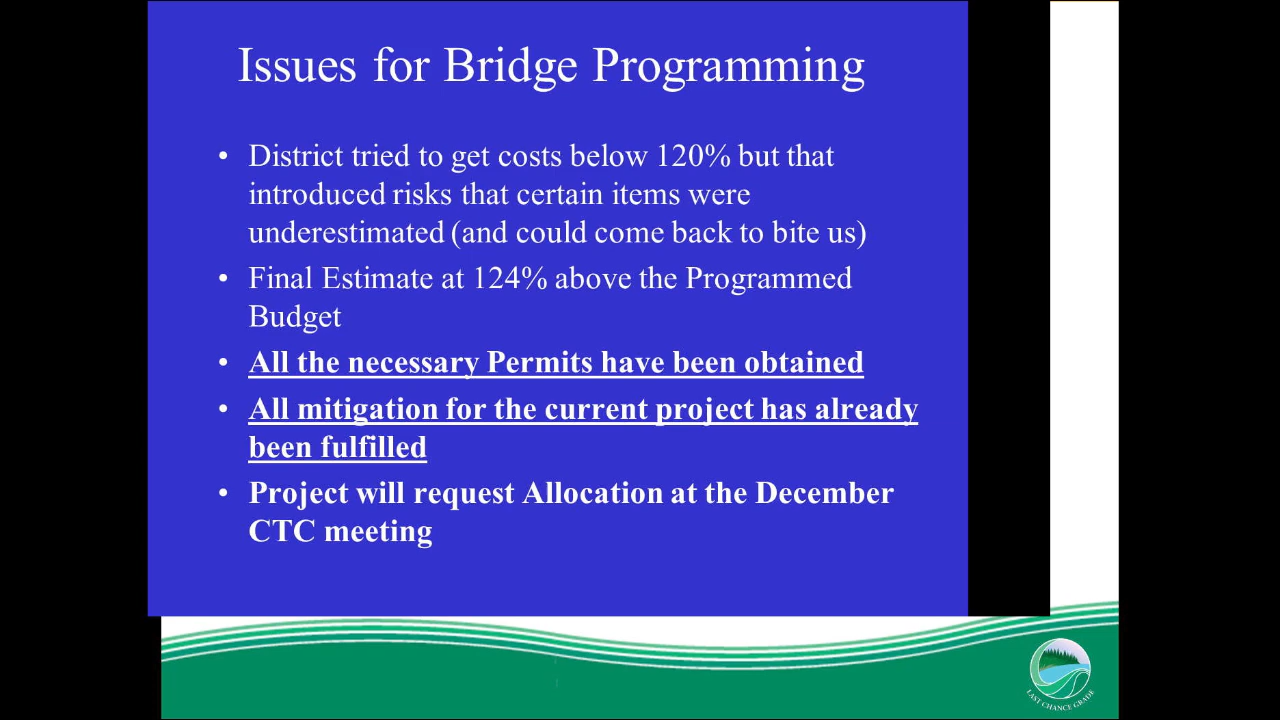 Issues for Bridge Programming
• District tried to get costs below 120% but that
introduced risks that certain items were
underestimated (and could come back to bite us)
• Final Estimate at 124% above the Programmed
Budget
• All the necessary Permits have been obtained
• All mitigation for the current project has already
been fulfilled
• Project will request Allocation at the December
CTC meeting
LAST CHANCE GRADE